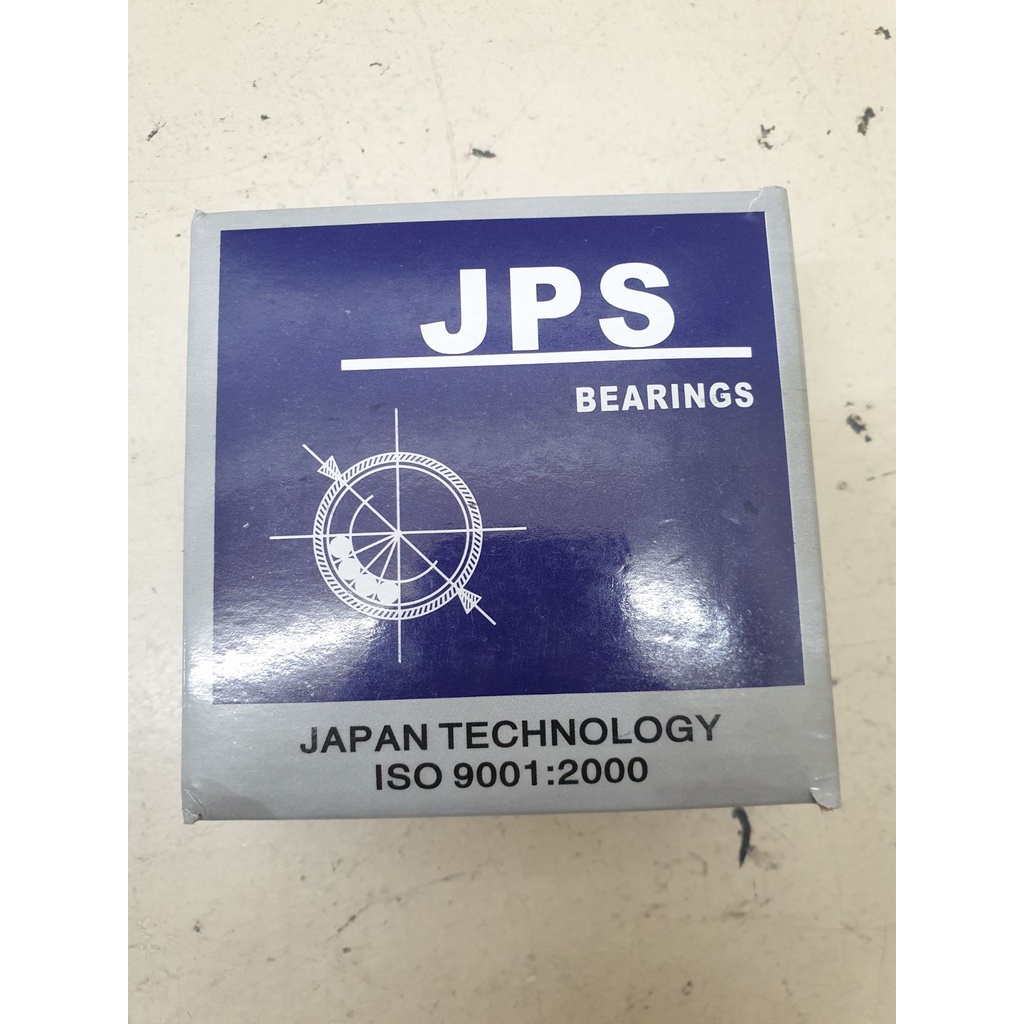 JPS
BEARINGS
JAPAN TECHNOLOGY
ISO 9001:2000